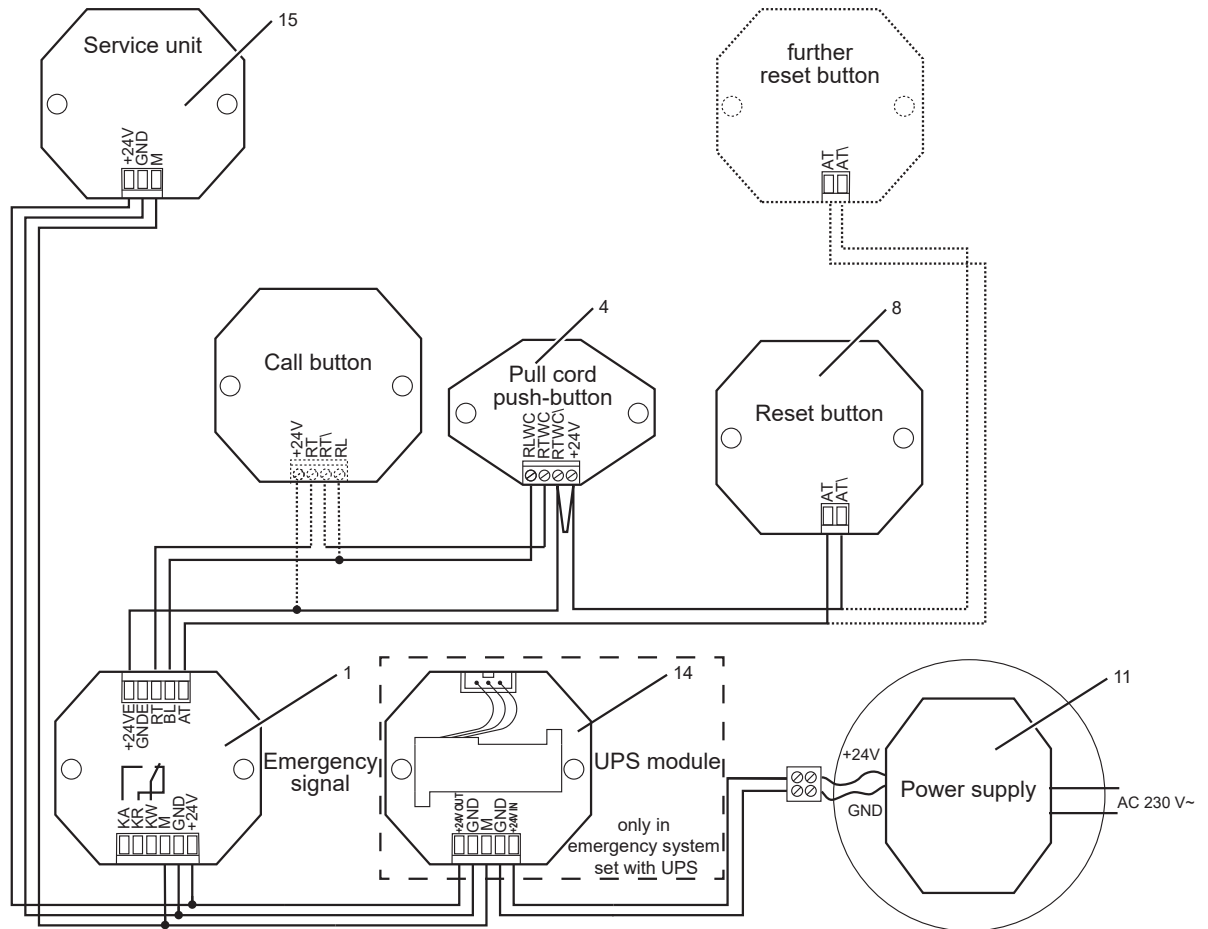 15
Service unit
+24V
GND
M
further
reset button
AT
AT\
4
8
Call button
+24V
RT
RT\
RL
Pull cord
push-button
RLWC
RTWC
RTWC\
+24V
Reset button
AT
AT\
1
14
11
+24VE
GNDE
RT
BL
AT
Emergency
signal
KA
KR
KW
M
GND
+24V
UPS module
+24V OUT
GND
M
GND
+24V IN
only in
emergency system
set with UPS
+24V
GND
Power supply
AC 230 V~